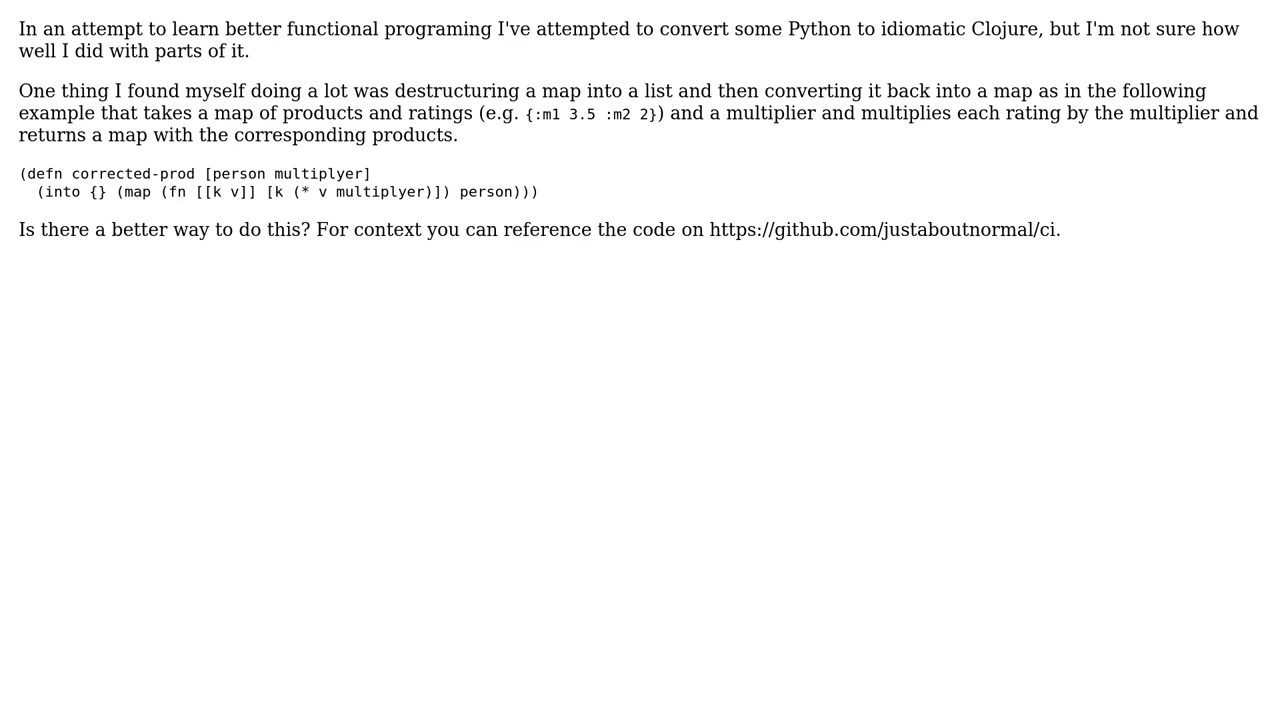 In an attempt to learn better functional programing I've attempted to convert some Python to idiomatic Clojure, but I'm not sure how
well I did with parts of it.
One thing I found myself doing a lot was destructuring a map into a list and then converting it back into a map as in the following
example that takes a map of products and ratings (e.g. {:m1 3.5 :m2 2}) and a multiplier and multiplies each rating by the multiplier and
returns a map with the corresponding products.
(defn corrected-prod [person multiplyer]
  (into {} (map (fn [[k v]] [k (* v multiplyer)]) person)))
Is there a better way to do this? For context you can reference the code on https://github.com/justaboutnormal/ci.